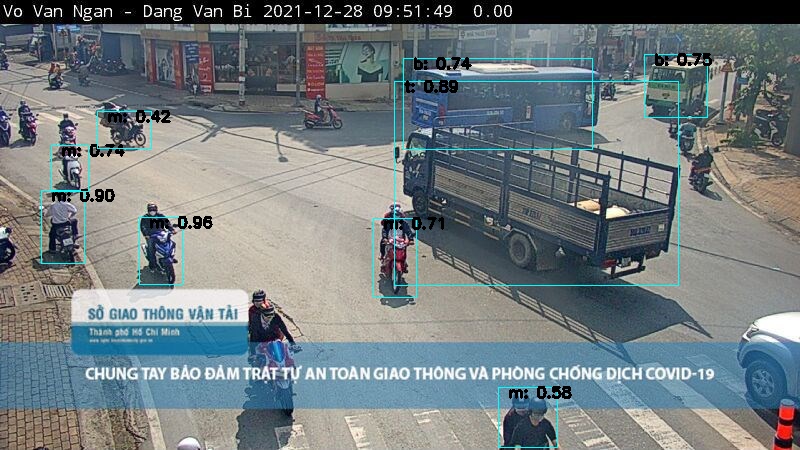 Vo Van Ngan - Dang Van Bi 2021-12-28 09:51:49 0.00
b: 0.74
b: 0.75
t: 0.89
m: 0.42
m: 0.74
m: 0.90
m: 0.96
m: 0.71
SỞ GIAO THÔNG VẬN TẢI
Thành phố Hồ Chí Minh
CHUNG TAY BẢO ĐẢM TRẬT TỰ AN TOÀN GIAO THÔNG VÀ PHÒNG CHỐNG DỊCH COVID-19
m: 0.58